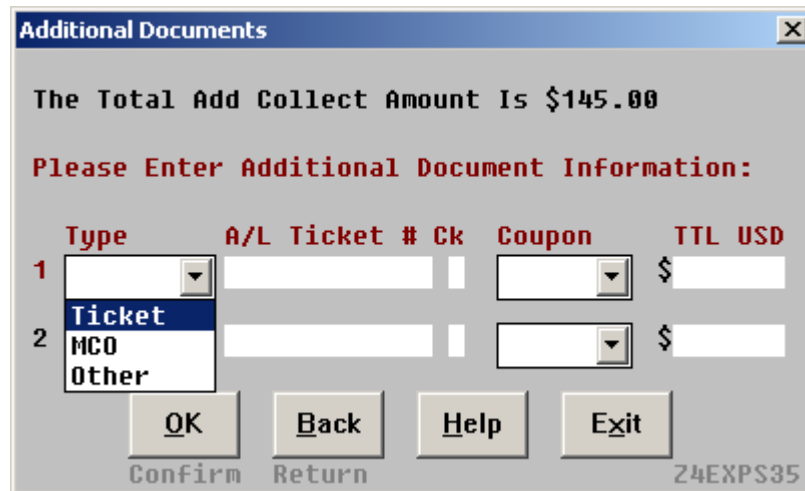 Additional Documents
The Total Add Collect Amount Is $145.00
Please Enter Additional Document Information:
Type A/L Ticket # Ck Coupon TTL USD
1 $
Ticket
2 MCO $
Other
OK Back Help Exit
Confirm Return Z4EXPS35